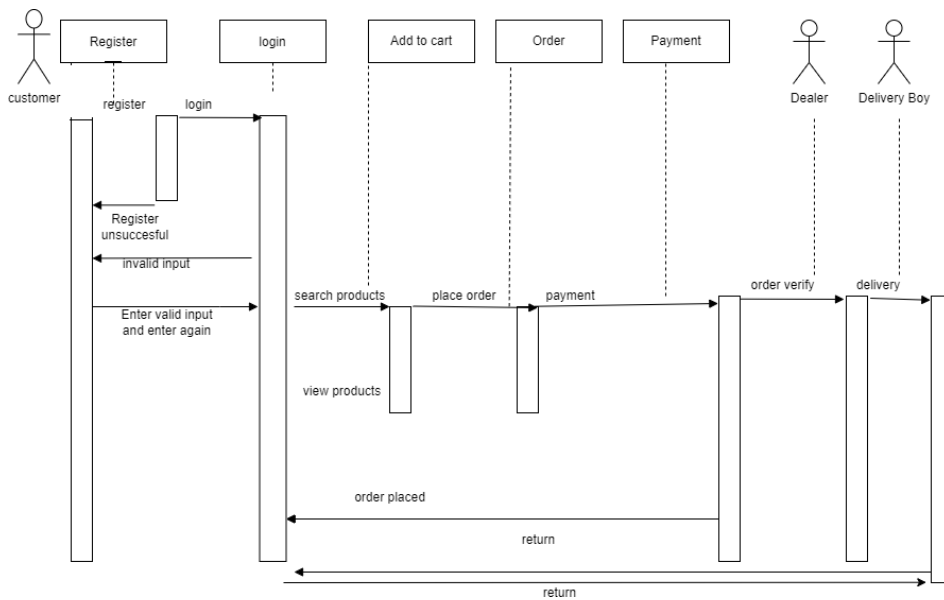 Register
login
Add to cart
Order
Payment
customer
Dealer
Delivery Boy
register
login
Register
unsuccesful
invalid input
order verify
delivery
search products
place order
payment
Enter valid input
and enter again
view products
order placed
return
return